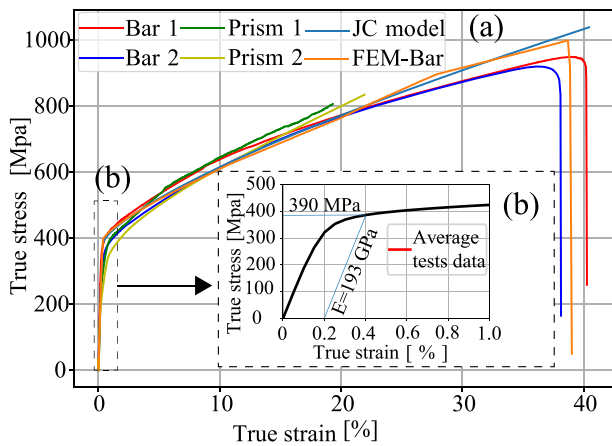 Bar 1 Prism 1 JC model
Bar 2 Prism 2 FEM-Bar
(a)
1000
800
600
400
200
0
True stress [Mpa]
(b)
(b)
400
300
200
100
0
True stress [Mpa]
390 MPa
E=193 GPa
Average
tests data
0 0.2 0.4 0.6 0.8 1.0
True strain [ % ]
0 10 20 30 40
True strain [%]